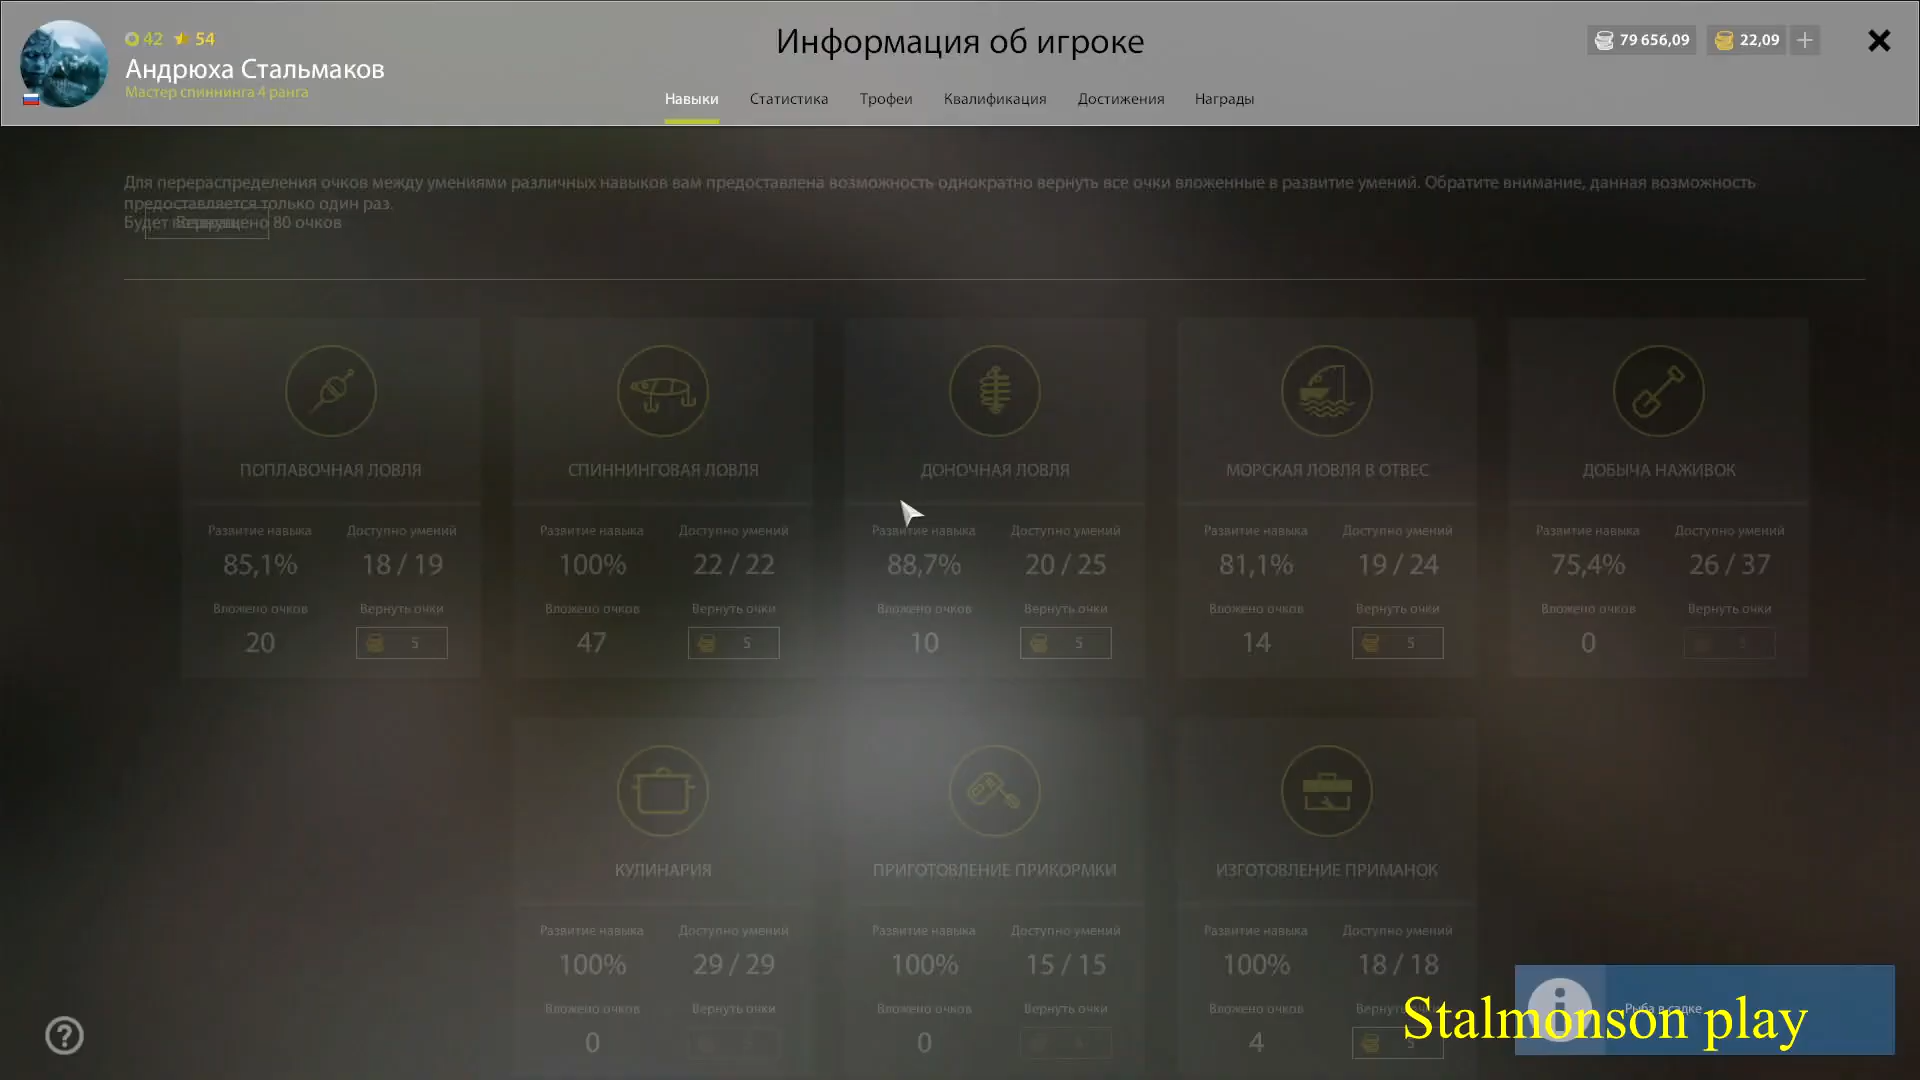 42 54
Андрюха Стальмаков
Мастер спиннинга 4 ранга
Информация об игроке
79 656,09 22,09 +
Навыки Статистика Трофеи Квалификация Достижения Награды
Для перераспределения очков между умениями различных навыков вам предоставлена возможность однократно вернуть все очки вложенные в развитие умений. Обратите внимание, данная возможность
предоставляется только один раз.
Будет возвращено 80 очков
ПОПЛАВОЧНАЯ ЛОВЛЯ
Развитие навыка Доступно умений
85,1% 18 / 19
Вложено очков Вернуть очки
20 5
СПИННИНГОВАЯ ЛОВЛЯ
Развитие навыка Доступно умений
100% 22 / 22
Вложено очков Вернуть очки
47 5
ДОНОЧНАЯ ЛОВЛЯ
Развитие навыка Доступно умений
88,7% 20 / 25
Вложено очков Вернуть очки
10 5
МОРСКАЯ ЛОВЛЯ В ОТВЕС
Развитие навыка Доступно умений
81,1% 19 / 24
Вложено очков Вернуть очки
14 5
ДОБЫЧА НАЖИВОК
Развитие навыка Доступно умений
75,4% 26 / 37
Вложено очков Вернуть очки
0 5
КУЛИНАРИЯ
Развитие навыка Доступно умений
100% 29 / 29
Вложено очков Вернуть очки
0 5
ПРИГОТОВЛЕНИЕ ПРИКОРМКИ
Развитие навыка Доступно умений
100% 15 / 15
Вложено очков Вернуть очки
0
ИЗГОТОВЛЕНИЕ ПРИМАНОК
Развитие навыка Доступно умений
100% 18 / 18
Вложено очков Вернуть очки
4 5
Рыба в садке
Stalmonson play